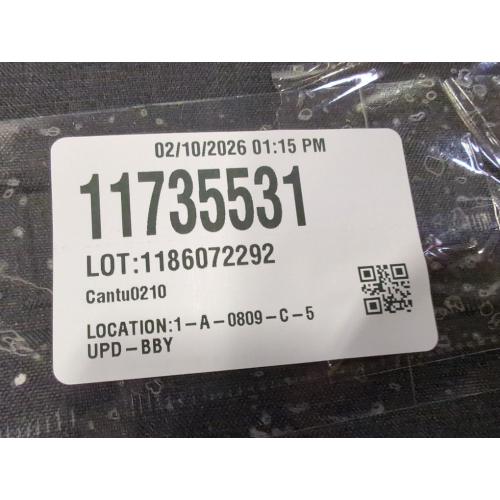 02/10/2026 01:15 PM
11735531
LOT:1186072292
Cantu0210
LOCATION:1-A-0809-C-5
UPD-BBY